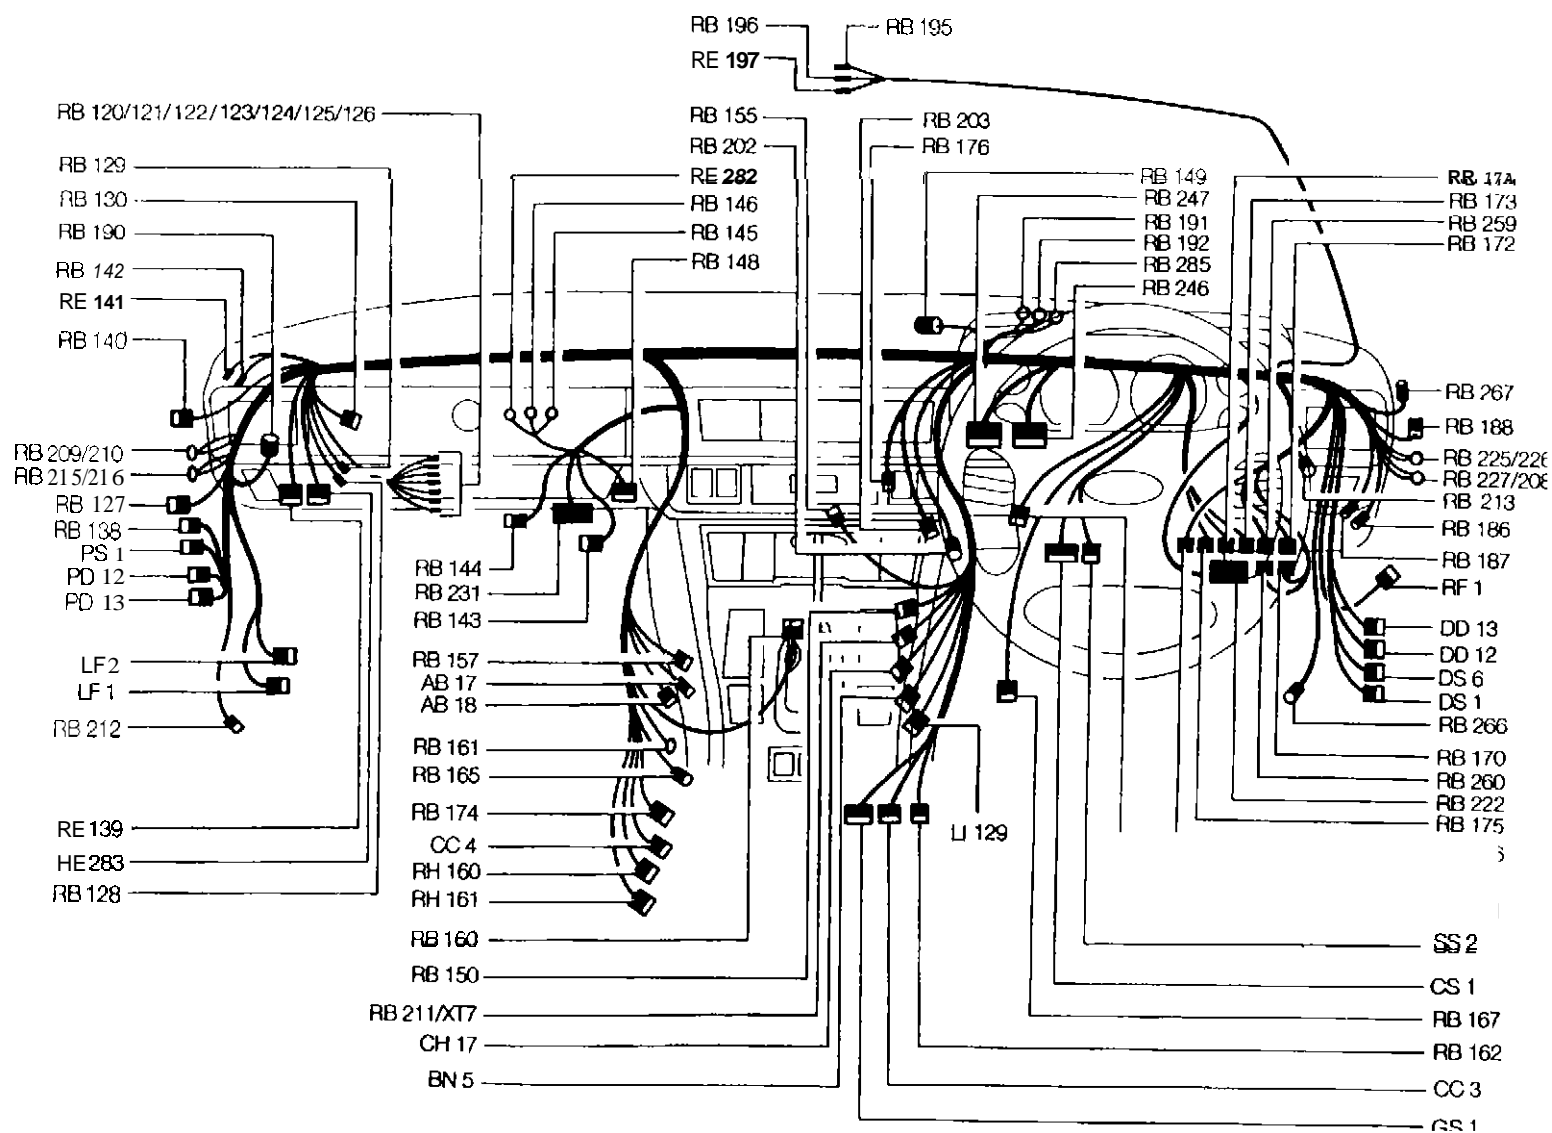 RB 196
RB 195
RE 197
RB 120/121/122/123/124/125/126
RB 155
RB 203
RB 202
RB 176
RB 129
RE 282
RB 149
RB 130
RB 146
RB 247
RB 173
RB 191
RB 259
RB 190
RB 145
RB 192
RB 172
RB 142
RB 148
RB 285
RE 141
RB 246
RB 140
RB 267
RB 188
RB 209/210
RB 225/226
RB 215/216
RB 227/208
RB 127
RB 213
RB 138
RB 186
PS 1
RB 187
PD 12
RB 144
RF 1
PD 13
RB 231
RB 143
DD 13
LF 2
RB 157
DD 12
LF 1
AB 17
DS 6
AB 18
DS 1
RB 212
RB 266
RB 161
RB 170
RB 165
RB 260
RB 174
RB 222
RE 139
RB 175
LI 129
CC 4
HE 283
RH 160
RB 128
RH 161
RB 160
SS 2
RB 150
CS 1
RB 211/XT7
RB 167
CH 17
RB 162
BN 5
CC 3
GS 1